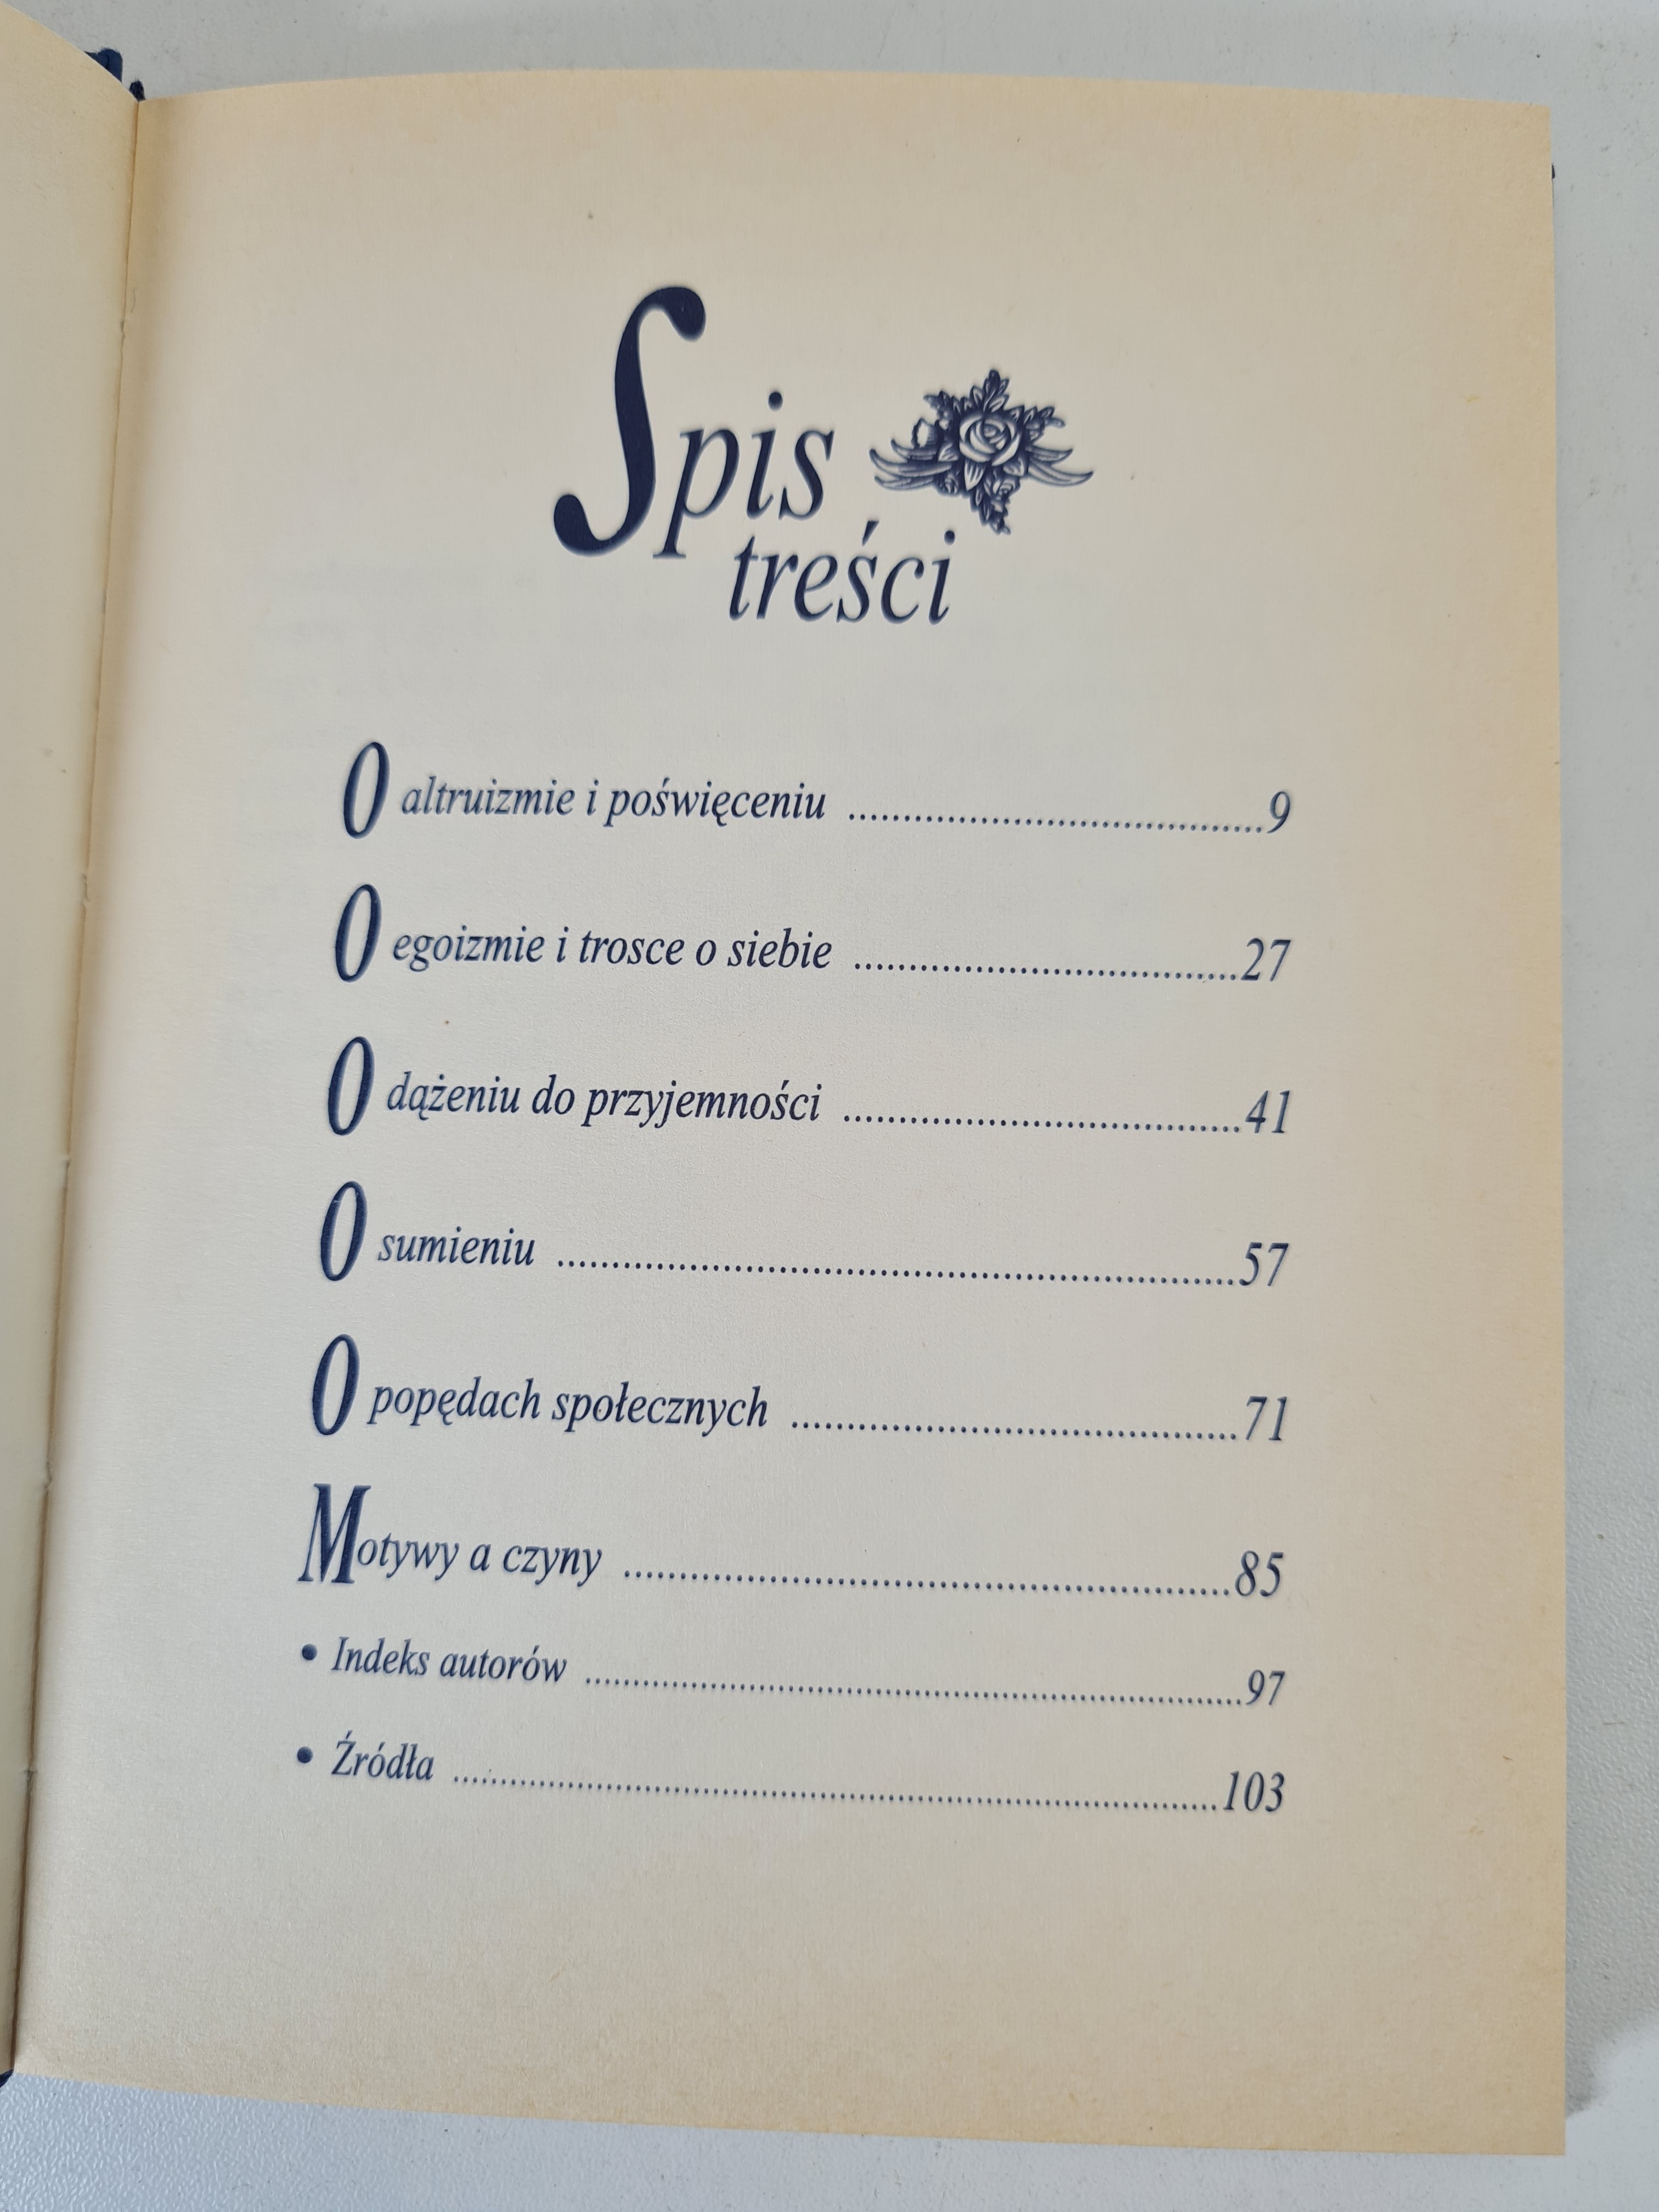 Spis
treści
O altruizmie i poświęceniu ........................................9
O egoizmie i trosce o siebie ........................................27
O dążeniu do przyjemności ........................................41
O sumieniu ........................................57
O popędach społecznych ........................................71
Motywy a czyny ........................................85
• Indeks autorów ........................................97
• Źródła ........................................103